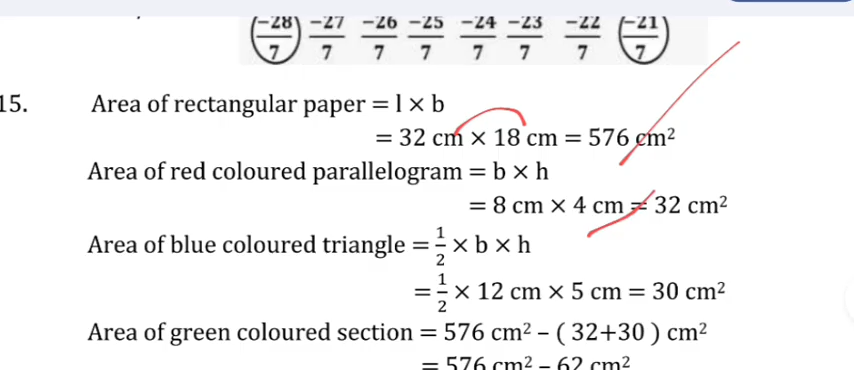 -28/7 -27/7 -26/7 -25/7 -24/7 -23/7 -22/7 -21/7
15. Area of rectangular paper = l × b
= 32 cm × 18 cm = 576 cm²
Area of red coloured parallelogram = b × h
= 8 cm × 4 cm = 32 cm²
Area of blue coloured triangle = 1/2 × b × h
= 1/2 × 12 cm × 5 cm = 30 cm²
Area of green coloured section = 576 cm² – ( 32+30 ) cm²
= 576 cm² – 62 cm²